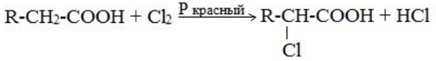 R-CH₂-COOH + Cl₂ P красный→ R-CH-COOH + HCl
Cl